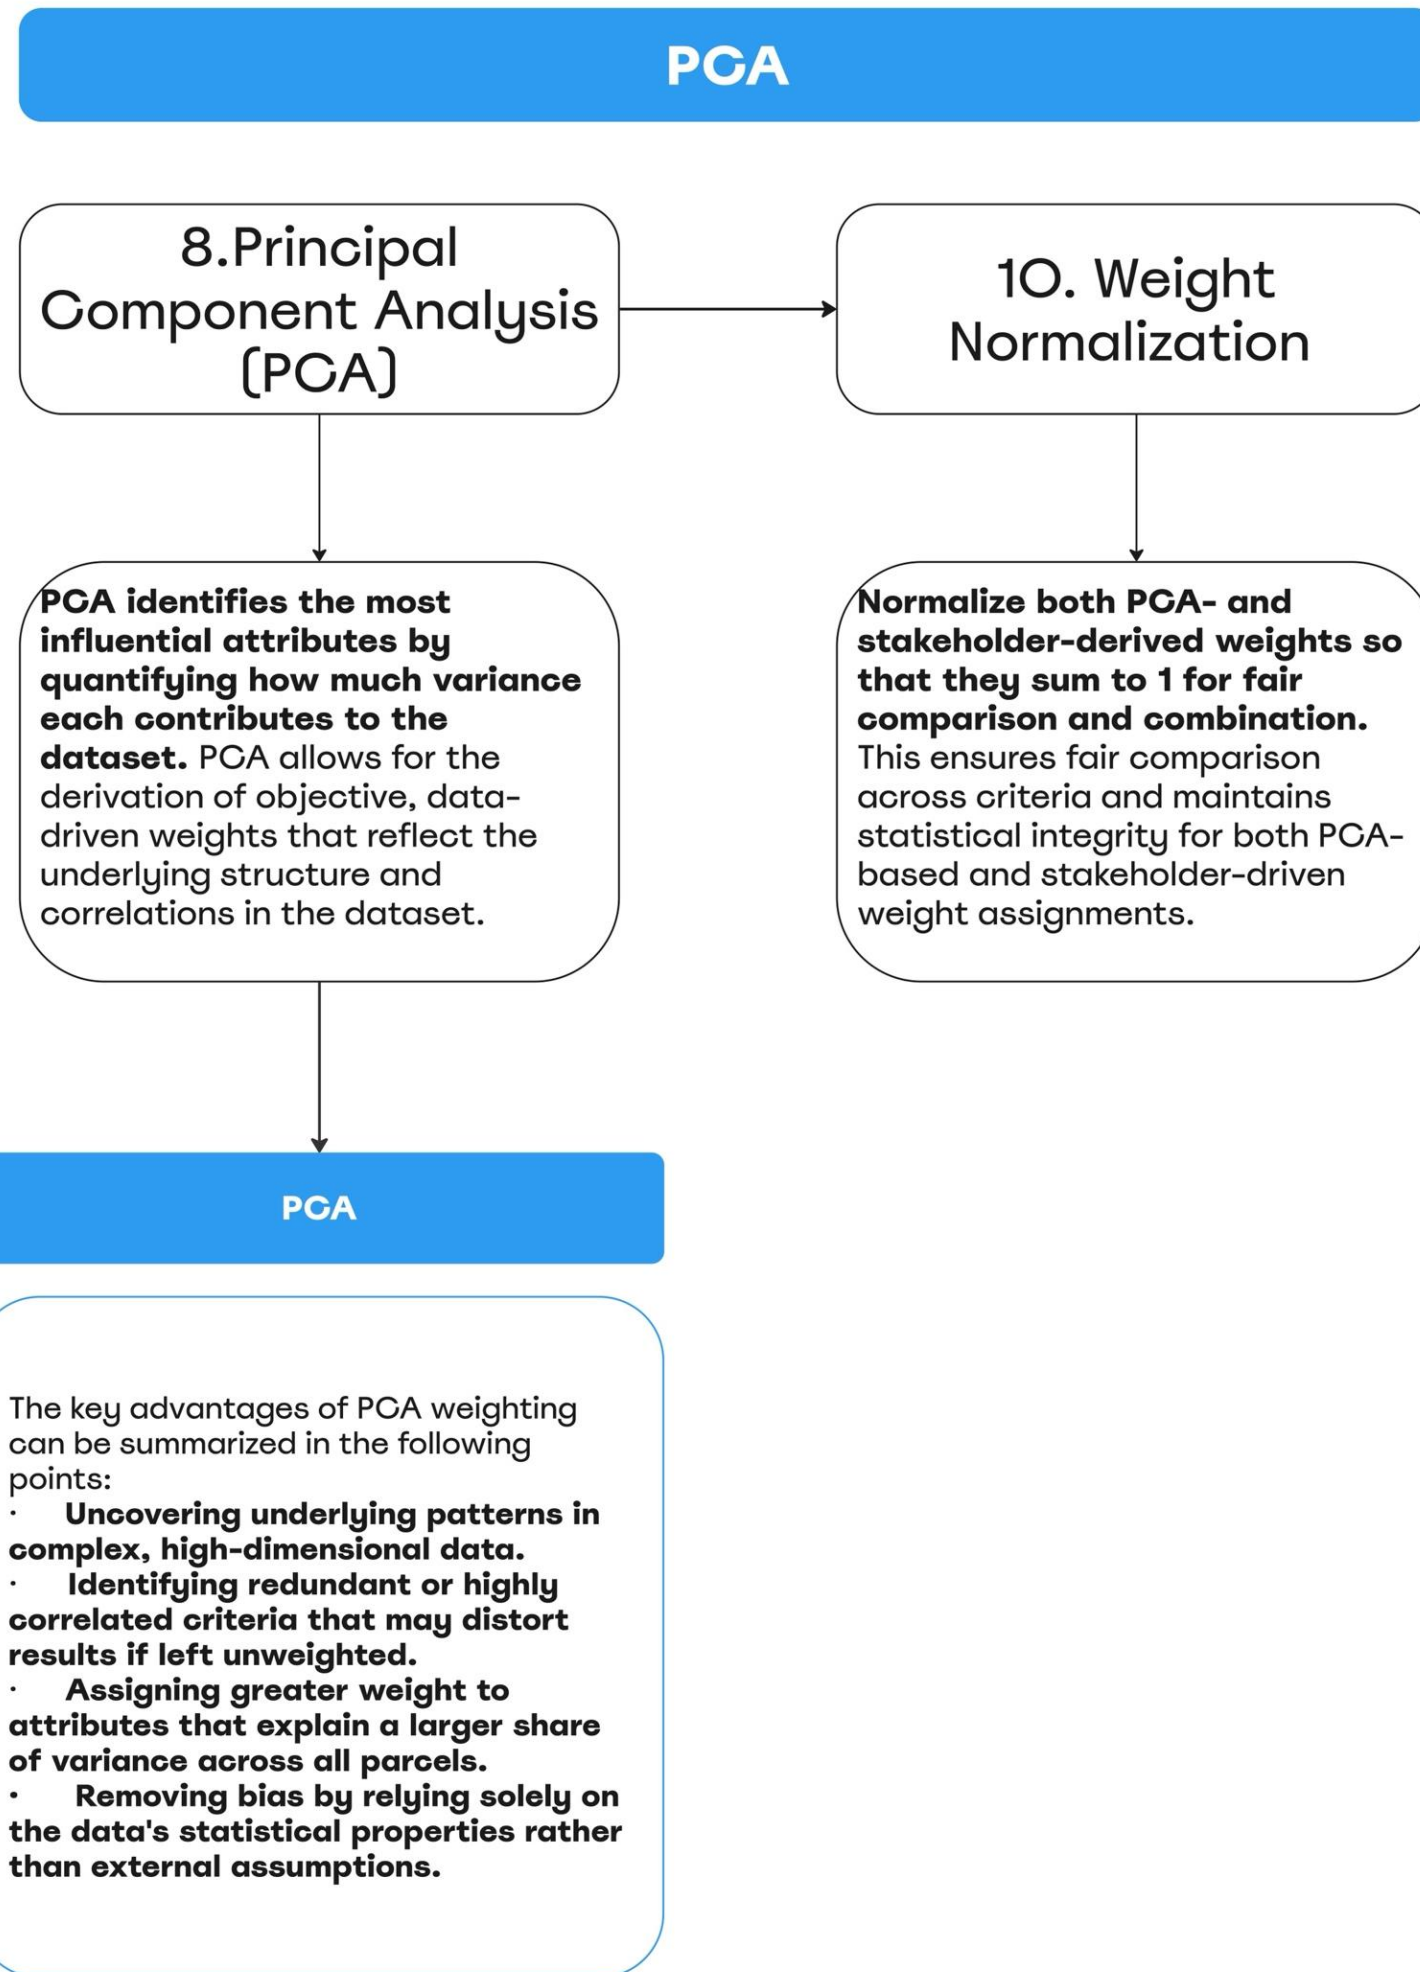 PCA
8.Principal
Component Analysis
(PCA)
10. Weight
Normalization
PCA identifies the most
influential attributes by
quantifying how much variance
each contributes to the
dataset. PCA allows for the
derivation of objective, data-
driven weights that reflect the
underlying structure and
correlations in the dataset.
Normalize both PCA- and
stakeholder-derived weights so
that they sum to 1 for fair
comparison and combination.
This ensures fair comparison
across criteria and maintains
statistical integrity for both PCA-
based and stakeholder-driven
weight assignments.
PCA
The key advantages of PCA weighting
can be summarized in the following
points:
· Uncovering underlying patterns in
complex, high-dimensional data.
· Identifying redundant or highly
correlated criteria that may distort
results if left unweighted.
· Assigning greater weight to
attributes that explain a larger share
of variance across all parcels.
· Removing bias by relying solely on
the data's statistical properties rather
than external assumptions.